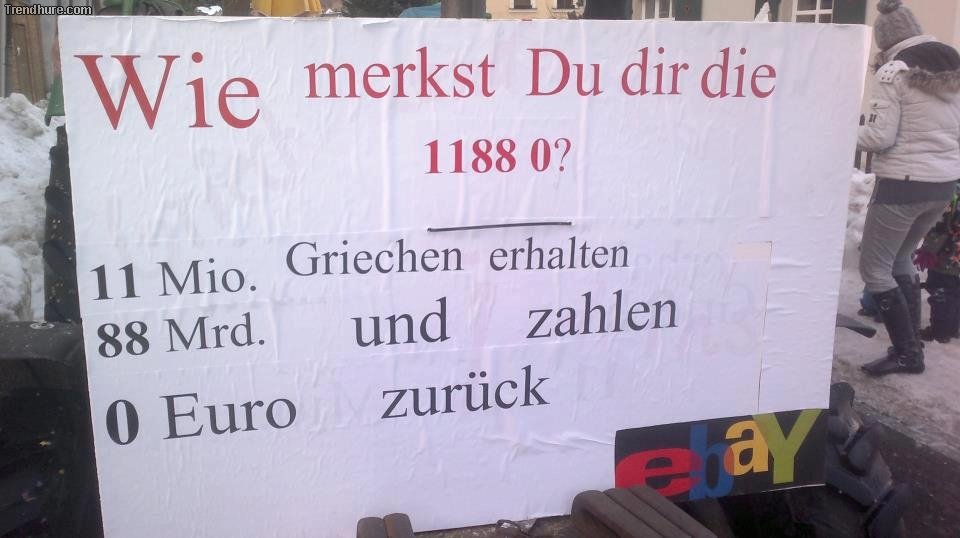 Trendhure.com
Wie merkst Du dir die
1188 0?
11 Mio. Griechen erhalten
88 Mrd. und zahlen
0 Euro zurück
ebaY